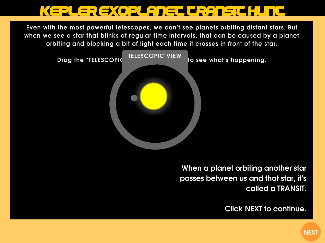 KEPLER EXOPLANET TRANSIT HUNT
Even with the most powerful telescopes, we can't see planets orbiting distant stars. But
when we see a star that blinks at regular time intervals, that can be caused by a planet
orbiting and blocking a bit of light each time it crosses in front of the star.
Drag the "TELESCOPIC to see what's happening.
TELESCOPIC VIEW
When a planet orbiting another star
passes between us and that star, it's
called a TRANSIT.
Click NEXT to continue.
NEXT